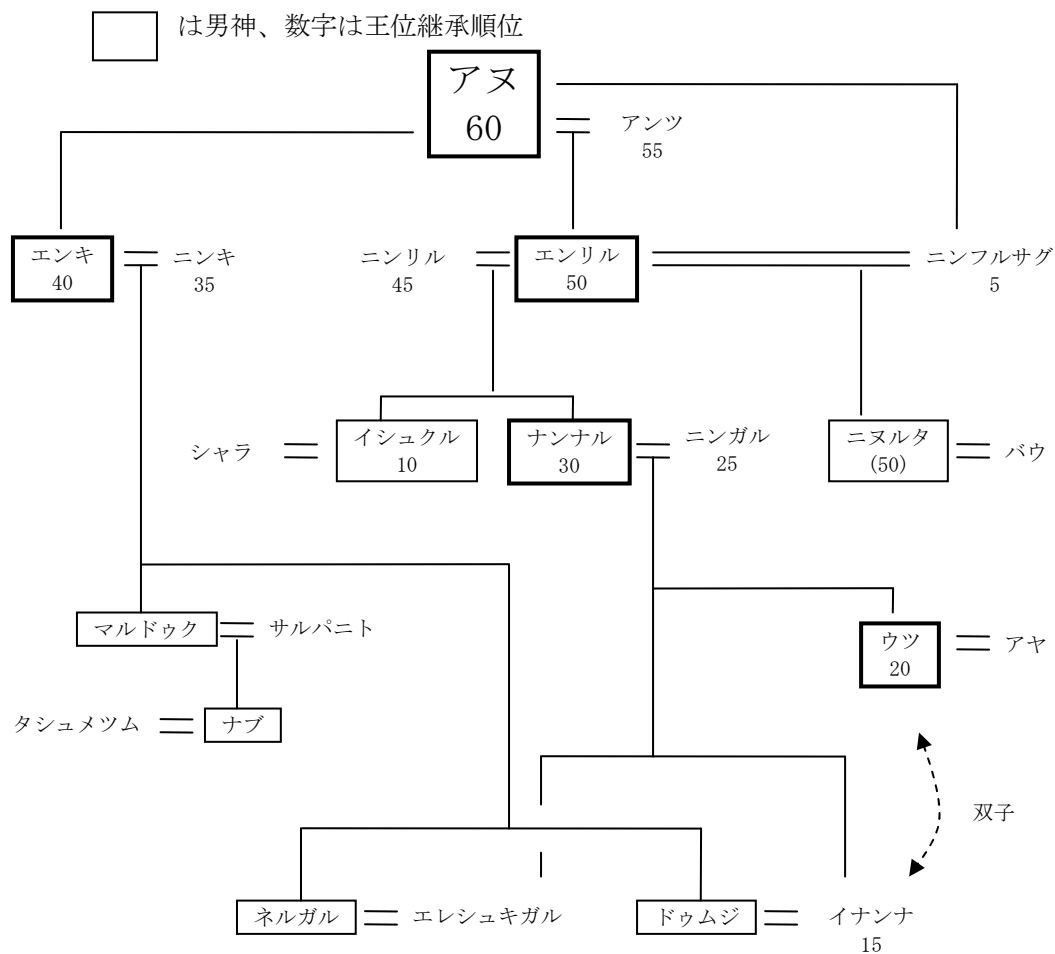 は男神、数字は王位継承順位
アヌ
60
アンツ
55
エンキ
40
ニンキ
35
ニンリル
45
エンリル
50
ニンフルサグ
5
シャラ
イシュクル
10
ナンナル
30
ニンガル
25
ニヌルタ
(50)
バウ
マルドゥク
サルパニト
ウツ
20
アヤ
タシュメツム
ナブ
双子
ネルガル
エレシュキガル
ドゥムジ
イナンナ
15